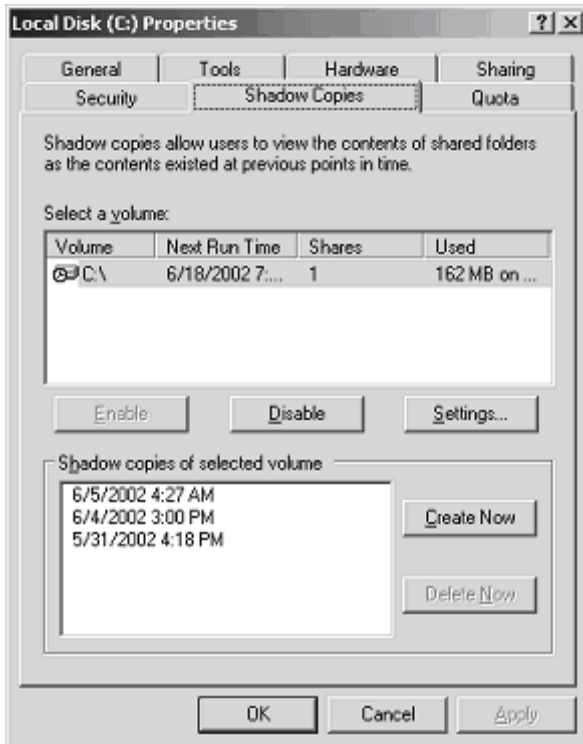 Local Disk (C:) Properties
General Tools Hardware Sharing
Security Shadow Copies Quota
Shadow copies allow users to view the contents of shared folders
as the contents existed at previous points in time.
Select a volume:
Volume Next Run Time Shares Used
C:\ 6/18/2002 7:... 1 162 MB on ...
Enable Disable Settings...
Shadow copies of selected volume
6/5/2002 4:27 AM
6/4/2002 3:00 PM
5/31/2002 4:18 PM
Create Now
Delete Now
OK Cancel Apply